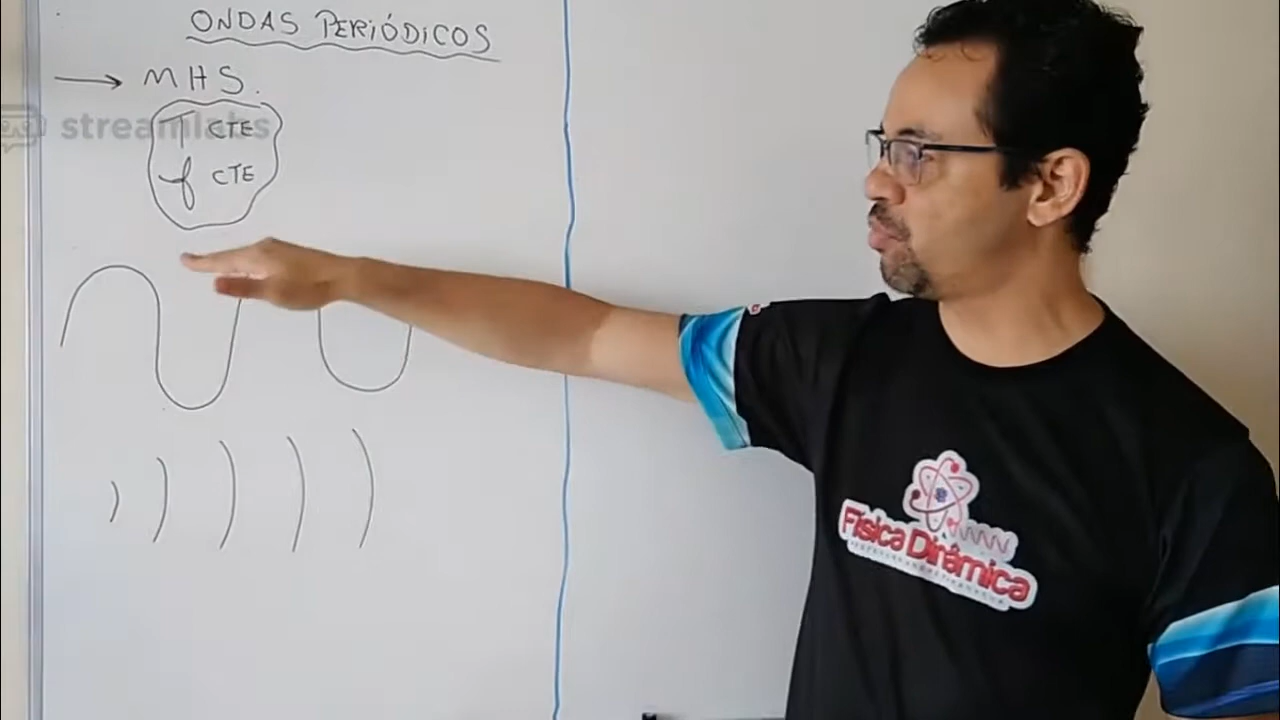 ONDAS PERIÓDICOS
→ MHS.
streamlabs
T CTE
f CTE
Física Dinâmica